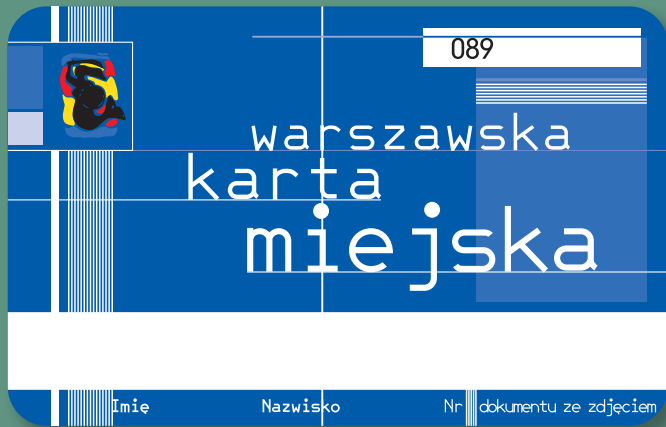 089
warszawska
karta
miejska
Imię Nazwisko Nr dokumentu ze zdjęciem